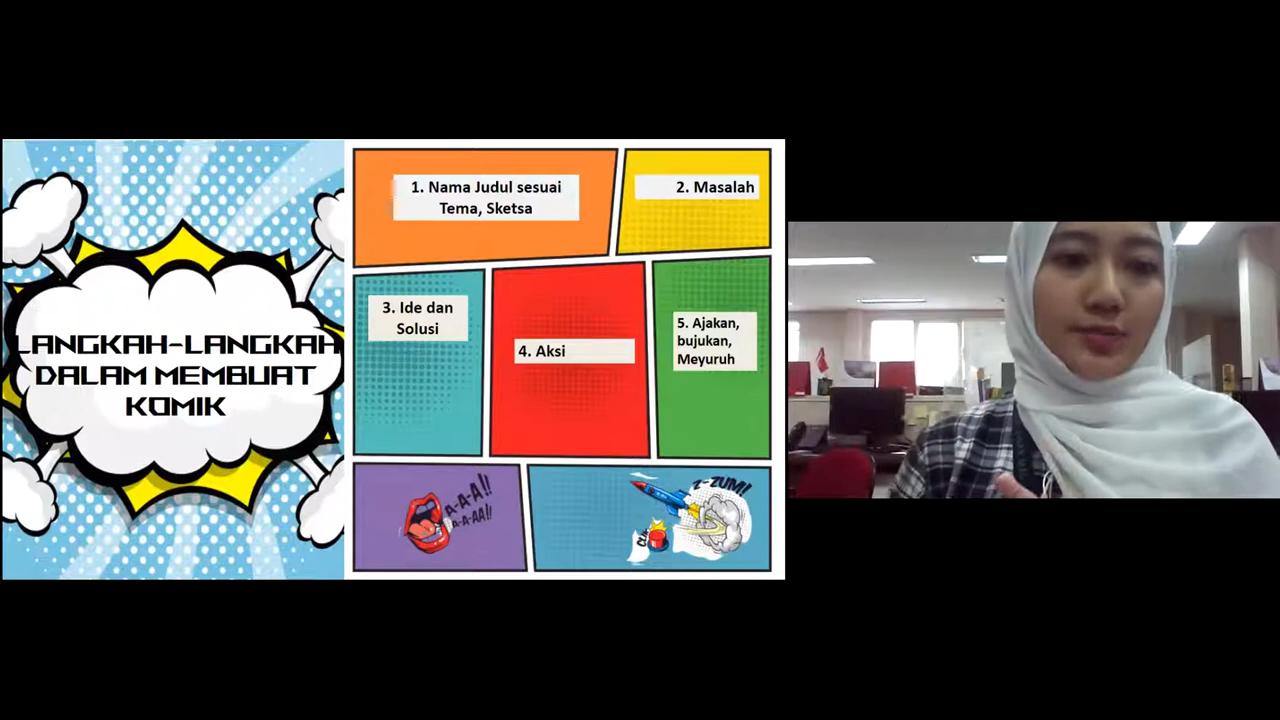 LANGKAH-LANGKAH
DALAM MEMBUAT
KOMIK
1. Nama Judul sesuai
Tema, Sketsa
2. Masalah
3. Ide dan
Solusi
4. Aksi
5. Ajakan,
bujukan,
Meyuruh
A-A-A!!
A-A-AA!!
Z-ZUM!